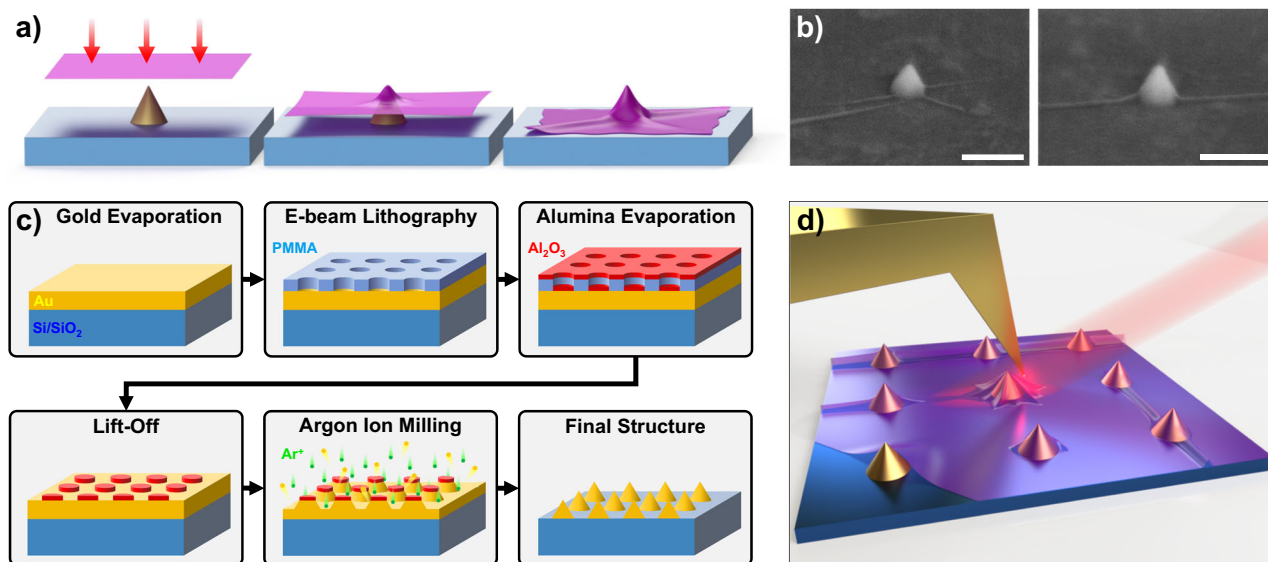 a)
b)
c)
Gold Evaporation
Au
Si/SiO₂
E-beam Lithography
PMMA
Alumina Evaporation
Al₂O₃
Lift-Off
Argon Ion Milling
Ar⁺
Final Structure
d)